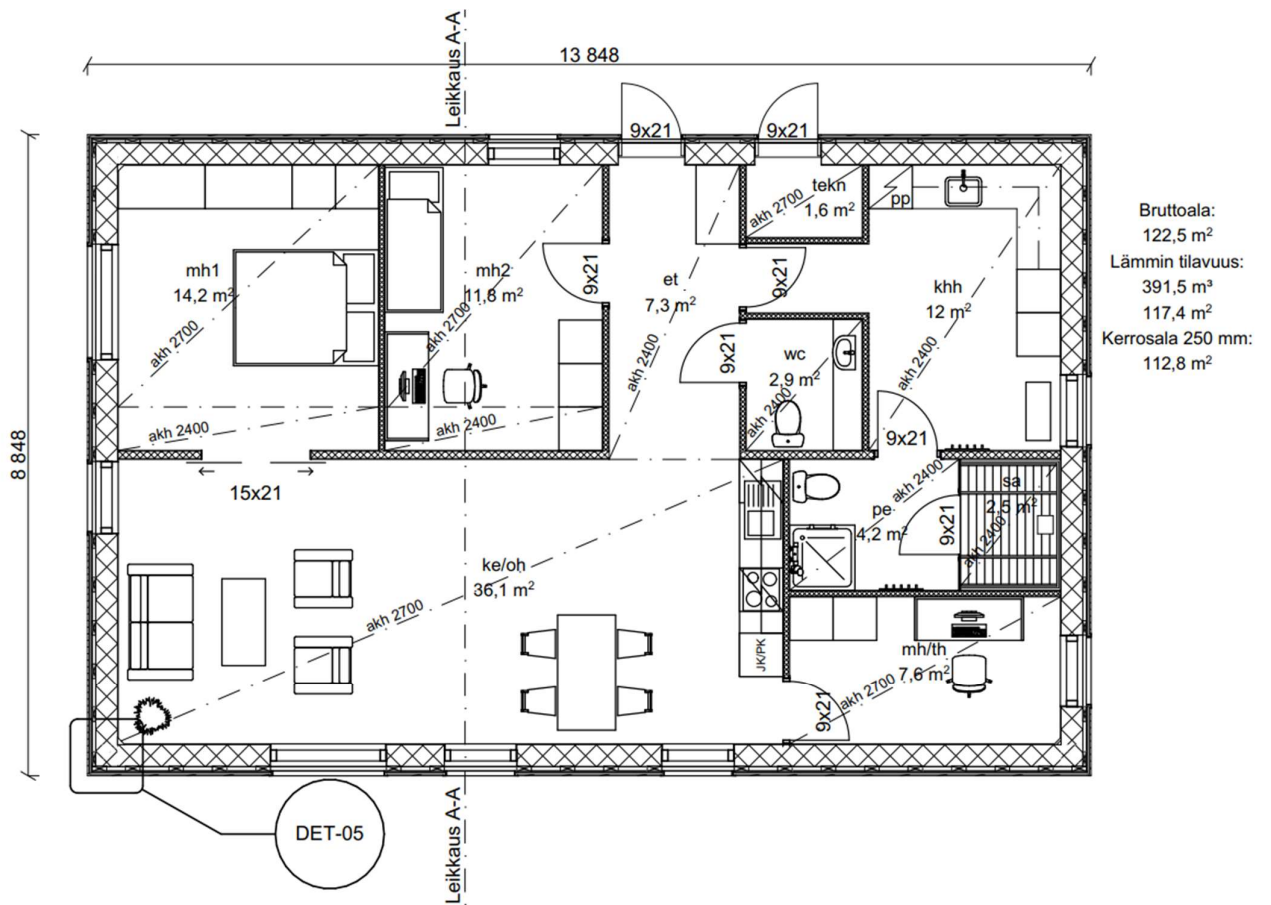 Leikkaus A-A
13 848
9x21
9x21
tekn
1,6 m²
akh 2700
pp
mh1
14,2 m²
akh 2700
akh 2400
mh2
11,8 m²
akh 2700
akh 2400
9x21
et
7,3 m²
akh 2400
9x21
khh
12 m²
akh 2400
9x21
wc
2,9 m²
akh 2400
Bruttoala:
122,5 m²
Lämmin tilavuus:
391,5 m³
117,4 m²
Kerrosala 250 mm:
112,8 m²
8 848
15x21
9x21
pe
4,2 m²
akh 2400
9x21
sa
2,5 m²
akh 2400
ke/oh
36,1 m²
akh 2700
JK/PK
mh/th
7,6 m²
akh 2700
9x21
DET-05
Leikkaus A-A